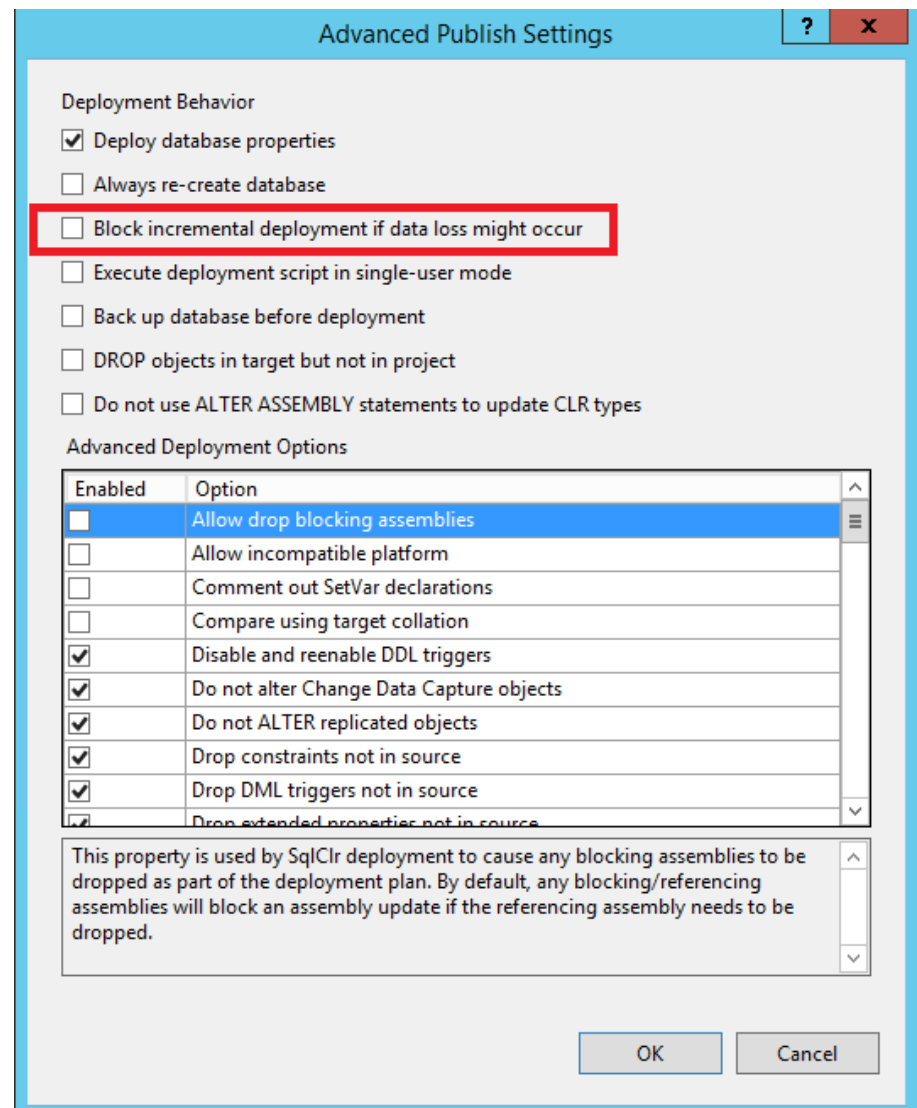 Advanced Publish Settings
?
x
Deployment Behavior
Deploy database properties
Always re-create database
Block incremental deployment if data loss might occur
Execute deployment script in single-user mode
Back up database before deployment
DROP objects in target but not in project
Do not use ALTER ASSEMBLY statements to update CLR types
Advanced Deployment Options
Enabled Option
Allow drop blocking assemblies
Allow incompatible platform
Comment out SetVar declarations
Compare using target collation
Disable and reenable DDL triggers
Do not alter Change Data Capture objects
Do not ALTER replicated objects
Drop constraints not in source
Drop DML triggers not in source
Drop extended properties not in source
This property is used by SqlClr deployment to cause any blocking assemblies to be
dropped as part of the deployment plan. By default, any blocking/referencing
assemblies will block an assembly update if the referencing assembly needs to be
dropped.
OK
Cancel